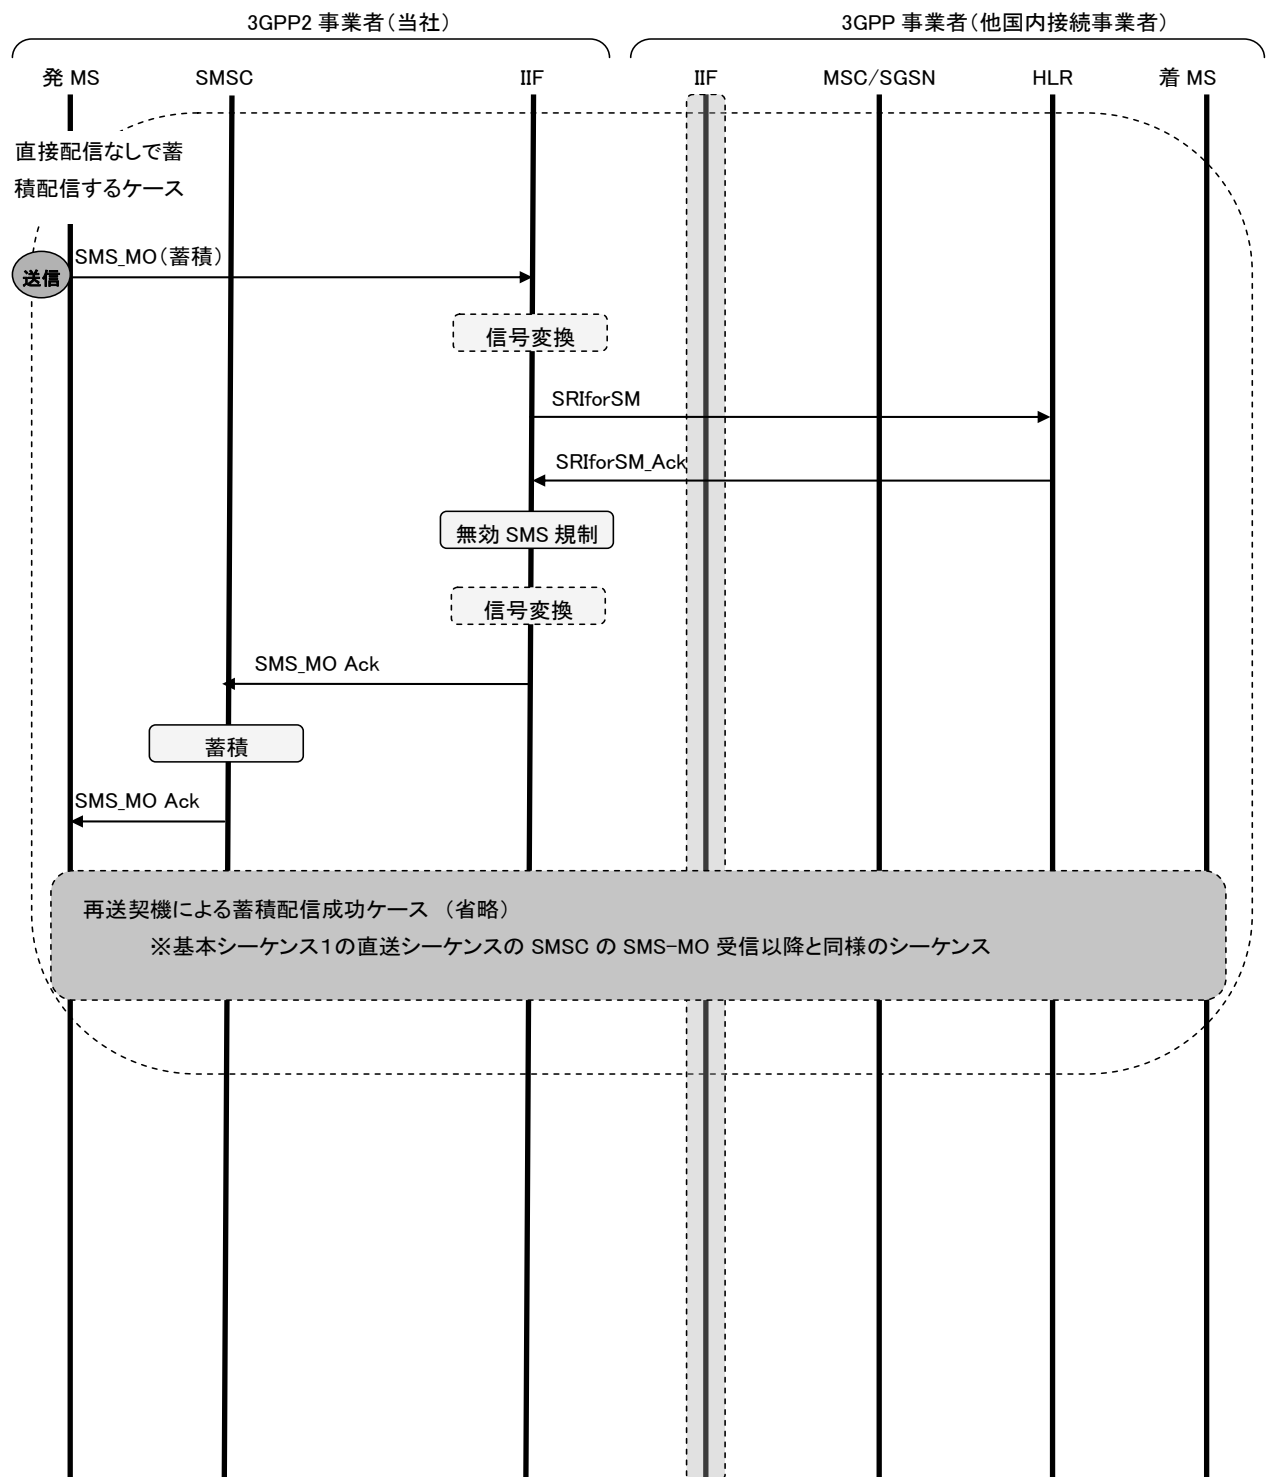 3GPP2 事業者（当社）
3GPP 事業者（他国内接続事業者）
発 MS
SMSC
IIF
IIF
MSC/SGSN
HLR
着 MS
直接配信なしで蓄
積配信するケース
SMS_MO（蓄積）
送信
信号変換
SRIforSM
SRIforSM_Ack
無効 SMS 規制
信号変換
SMS_MO Ack
蓄積
SMS_MO Ack
再送契機による蓄積配信成功ケース （省略）
※基本シーケンス１の直送シーケンスの SMSC の SMS-MO 受信以降と同様のシーケンス